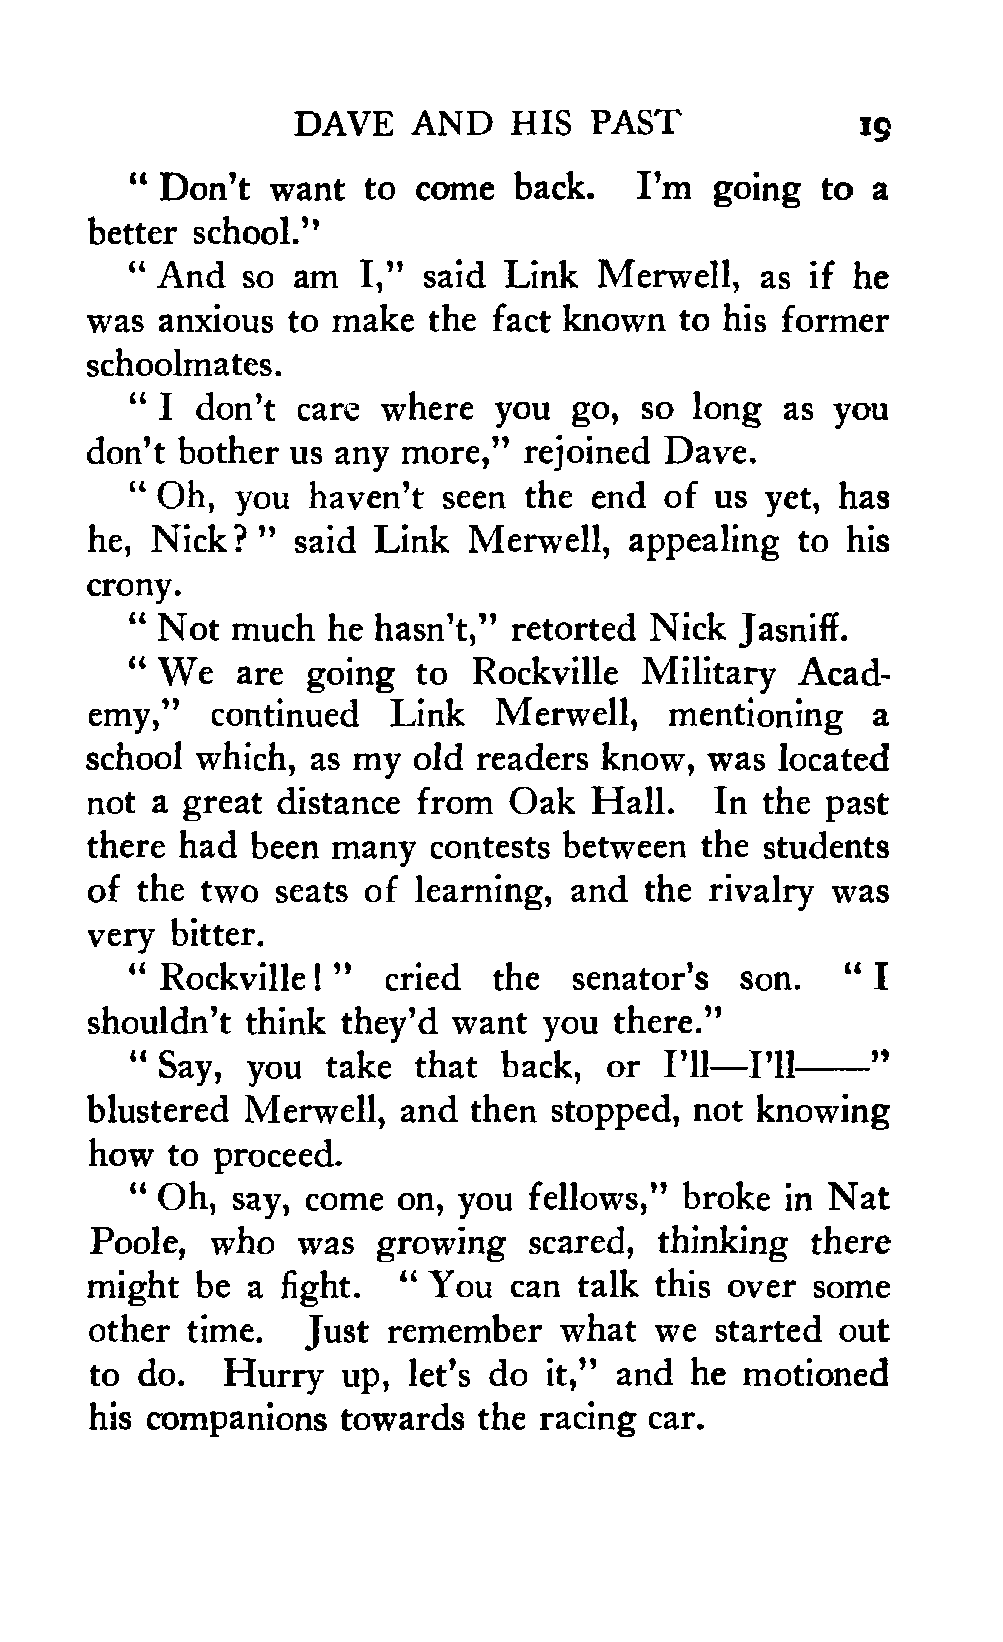 DAVE AND HIS PAST 19
" Don't want to come back. I'm going to a
better school."
" And so am I," said Link Merwell, as if he
was anxious to make the fact known to his former
schoolmates.
" I don't care where you go, so long as you
don't bother us any more," rejoined Dave.
" Oh, you haven't seen the end of us yet, has
he, Nick? " said Link Merwell, appealing to his
crony.
" Not much he hasn't," retorted Nick Jasniff.
" We are going to Rockville Military Acad-
emy," continued Link Merwell, mentioning a
school which, as my old readers know, was located
not a great distance from Oak Hall. In the past
there had been many contests between the students
of the two seats of learning, and the rivalry was
very bitter.
" Rockville! " cried the senator's son. " I
shouldn't think they'd want you there."
" Say, you take that back, or I'll—I'll——"
blustered Merwell, and then stopped, not knowing
how to proceed.
" Oh, say, come on, you fellows," broke in Nat
Poole, who was growing scared, thinking there
might be a fight. " You can talk this over some
other time. Just remember what we started out
to do. Hurry up, let's do it," and he motioned
his companions towards the racing car.